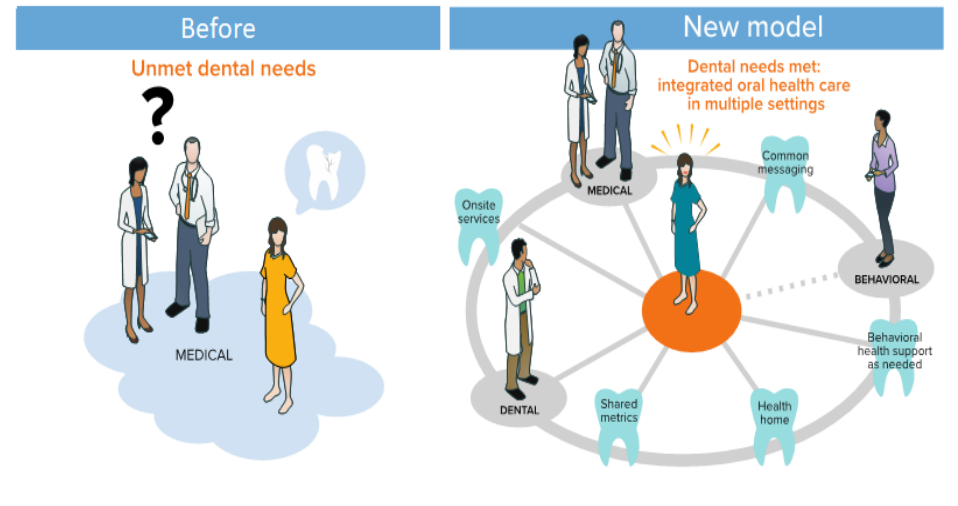 Before
Unmet dental needs
?
MEDICAL
New model
Dental needs met:
integrated oral health care
in multiple settings
MEDICAL
Common
messaging
Onsite
services
BEHAVIORAL
Behavioral
health support
as needed
DENTAL
Shared
metrics
Health
home